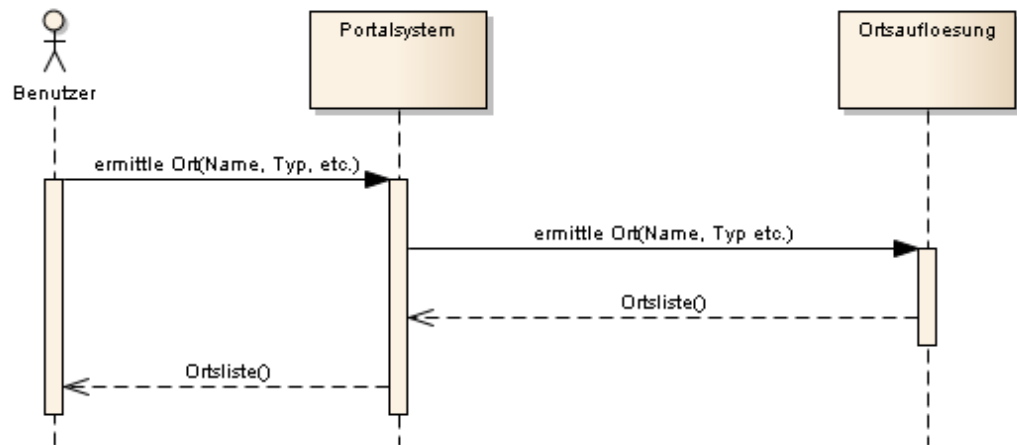 Portalsystem
Ortsaufloesung
Benutzer
ermittle Ort(Name, Typ, etc.)
ermittle Ort(Name, Typ etc.)
Ortsliste()
Ortsliste()